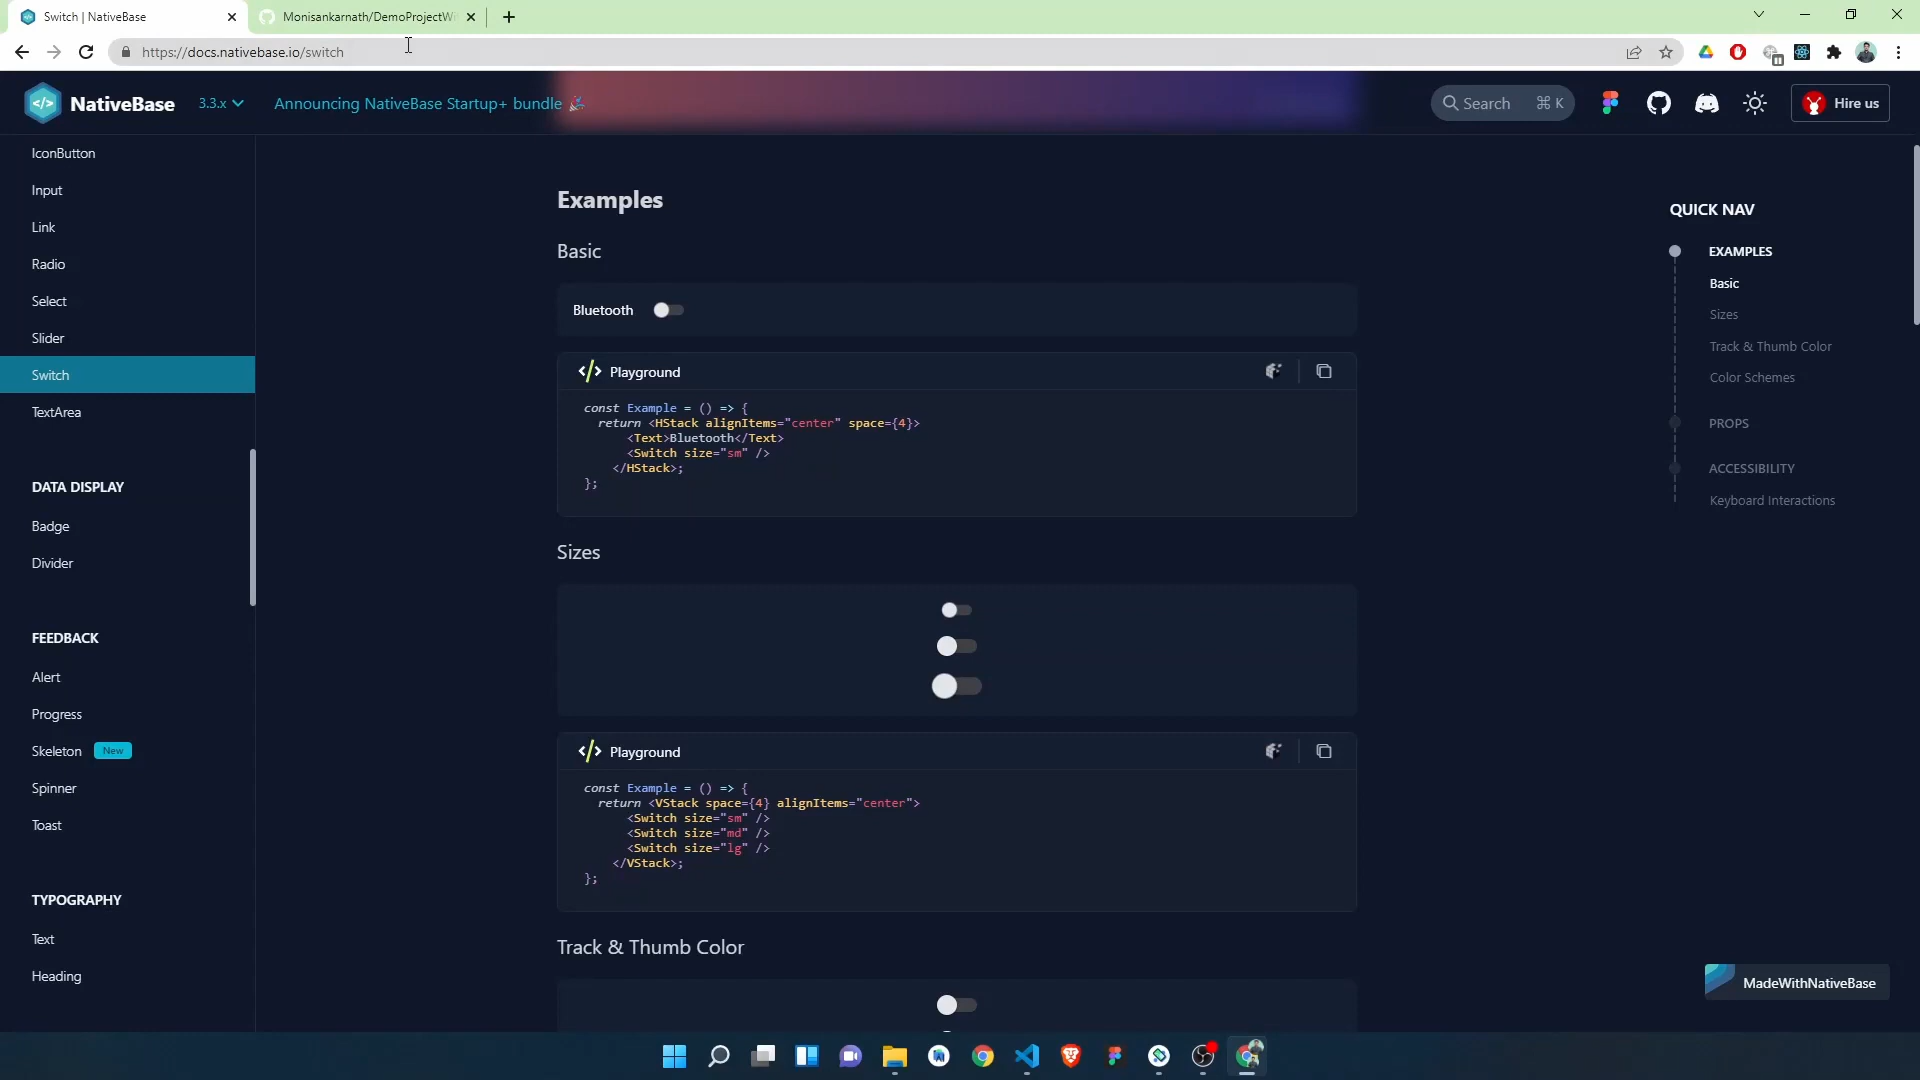 Switch | NativeBase
Monisankarnath/DemoProjectWi
https://docs.nativebase.io/switch
NativeBase
3.3.x
Announcing NativeBase Startup+ bundle 🎉
Search
⌘ K
Hire us
IconButton
Input
Link
Radio
Select
Slider
Switch
TextArea
DATA DISPLAY
Badge
Divider
FEEDBACK
Alert
Progress
Skeleton New
Spinner
Toast
TYPOGRAPHY
Text
Heading
Examples
Basic
Bluetooth
</> Playground
const Example = () => {
return <HStack alignItems="center" space={4}>
<Text>Bluetooth</Text>
<Switch size="sm" />
</HStack>;
};
Sizes
</> Playground
const Example = () => {
return <VStack space={4} alignItems="center">
<Switch size="sm" />
<Switch size="md" />
<Switch size="lg" />
</VStack>;
};
Track & Thumb Color
QUICK NAV
EXAMPLES
Basic
Sizes
Track & Thumb Color
Color Schemes
PROPS
ACCESSIBILITY
Keyboard Interactions
MadeWithNativeBase